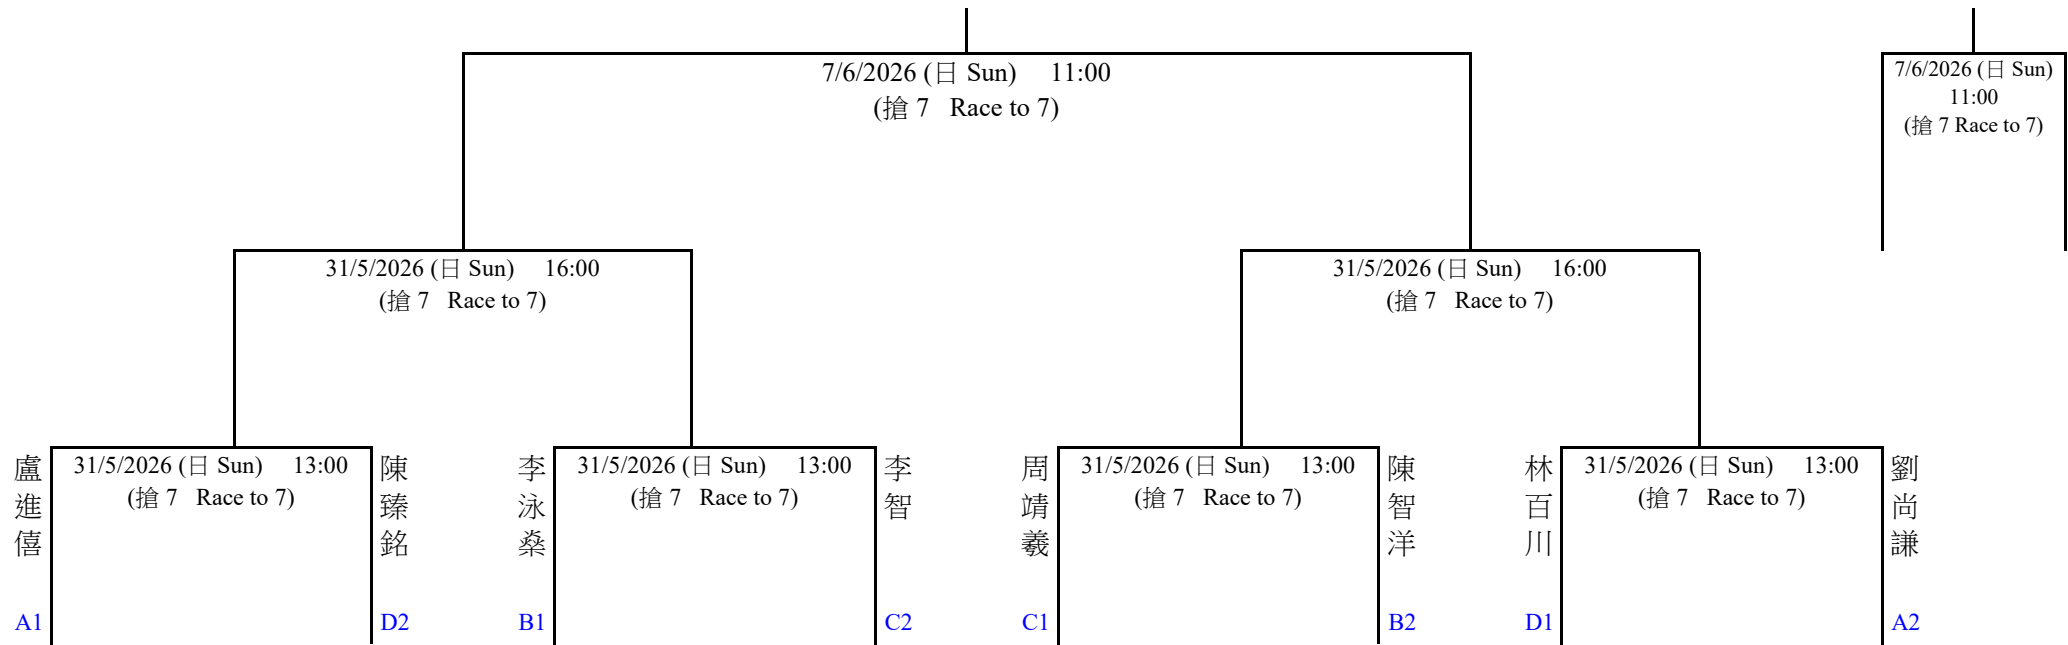 7/6/2026 (日 Sun) 11:00
(搶 7 Race to 7)
7/6/2026 (日 Sun)
11:00
(搶 7 Race to 7)
31/5/2026 (日 Sun) 16:00
(搶 7 Race to 7)
31/5/2026 (日 Sun) 16:00
(搶 7 Race to 7)
盧進僖
31/5/2026 (日 Sun) 13:00
(搶 7 Race to 7)
陳臻銘
李泳燊
31/5/2026 (日 Sun) 13:00
(搶 7 Race to 7)
李智
周靖羲
31/5/2026 (日 Sun) 13:00
(搶 7 Race to 7)
陳智洋
林百川
31/5/2026 (日 Sun) 13:00
(搶 7 Race to 7)
劉尚謙
A1
D2
B1
C2
C1
B2
D1
A2